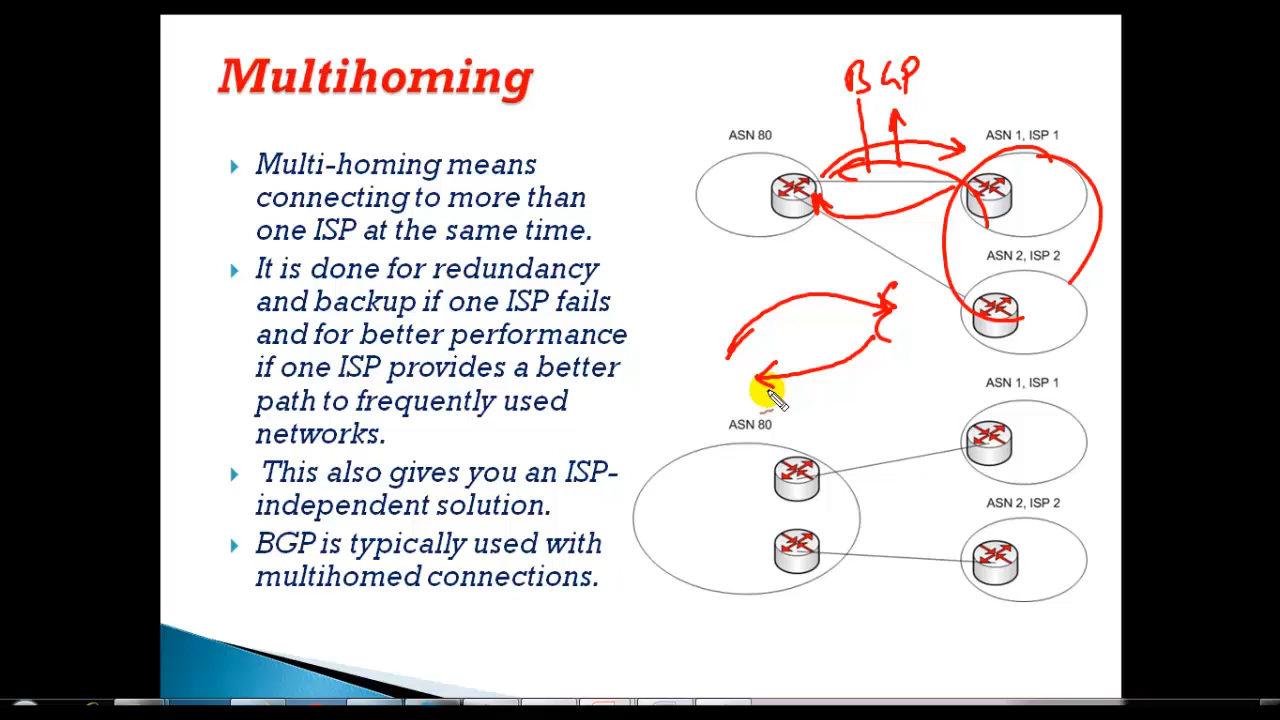 Multihoming
Multi-homing means
connecting to more than
one ISP at the same time.
It is done for redundancy
and backup if one ISP fails
and for better performance
if one ISP provides a better
path to frequently used
networks.
This also gives you an ISP-
independent solution.
BGP is typically used with
multihomed connections.
BGP
ASN 80
ASN 1, ISP 1
ASN 2, ISP 2
ASN 80
ASN 1, ISP 1
ASN 2, ISP 2